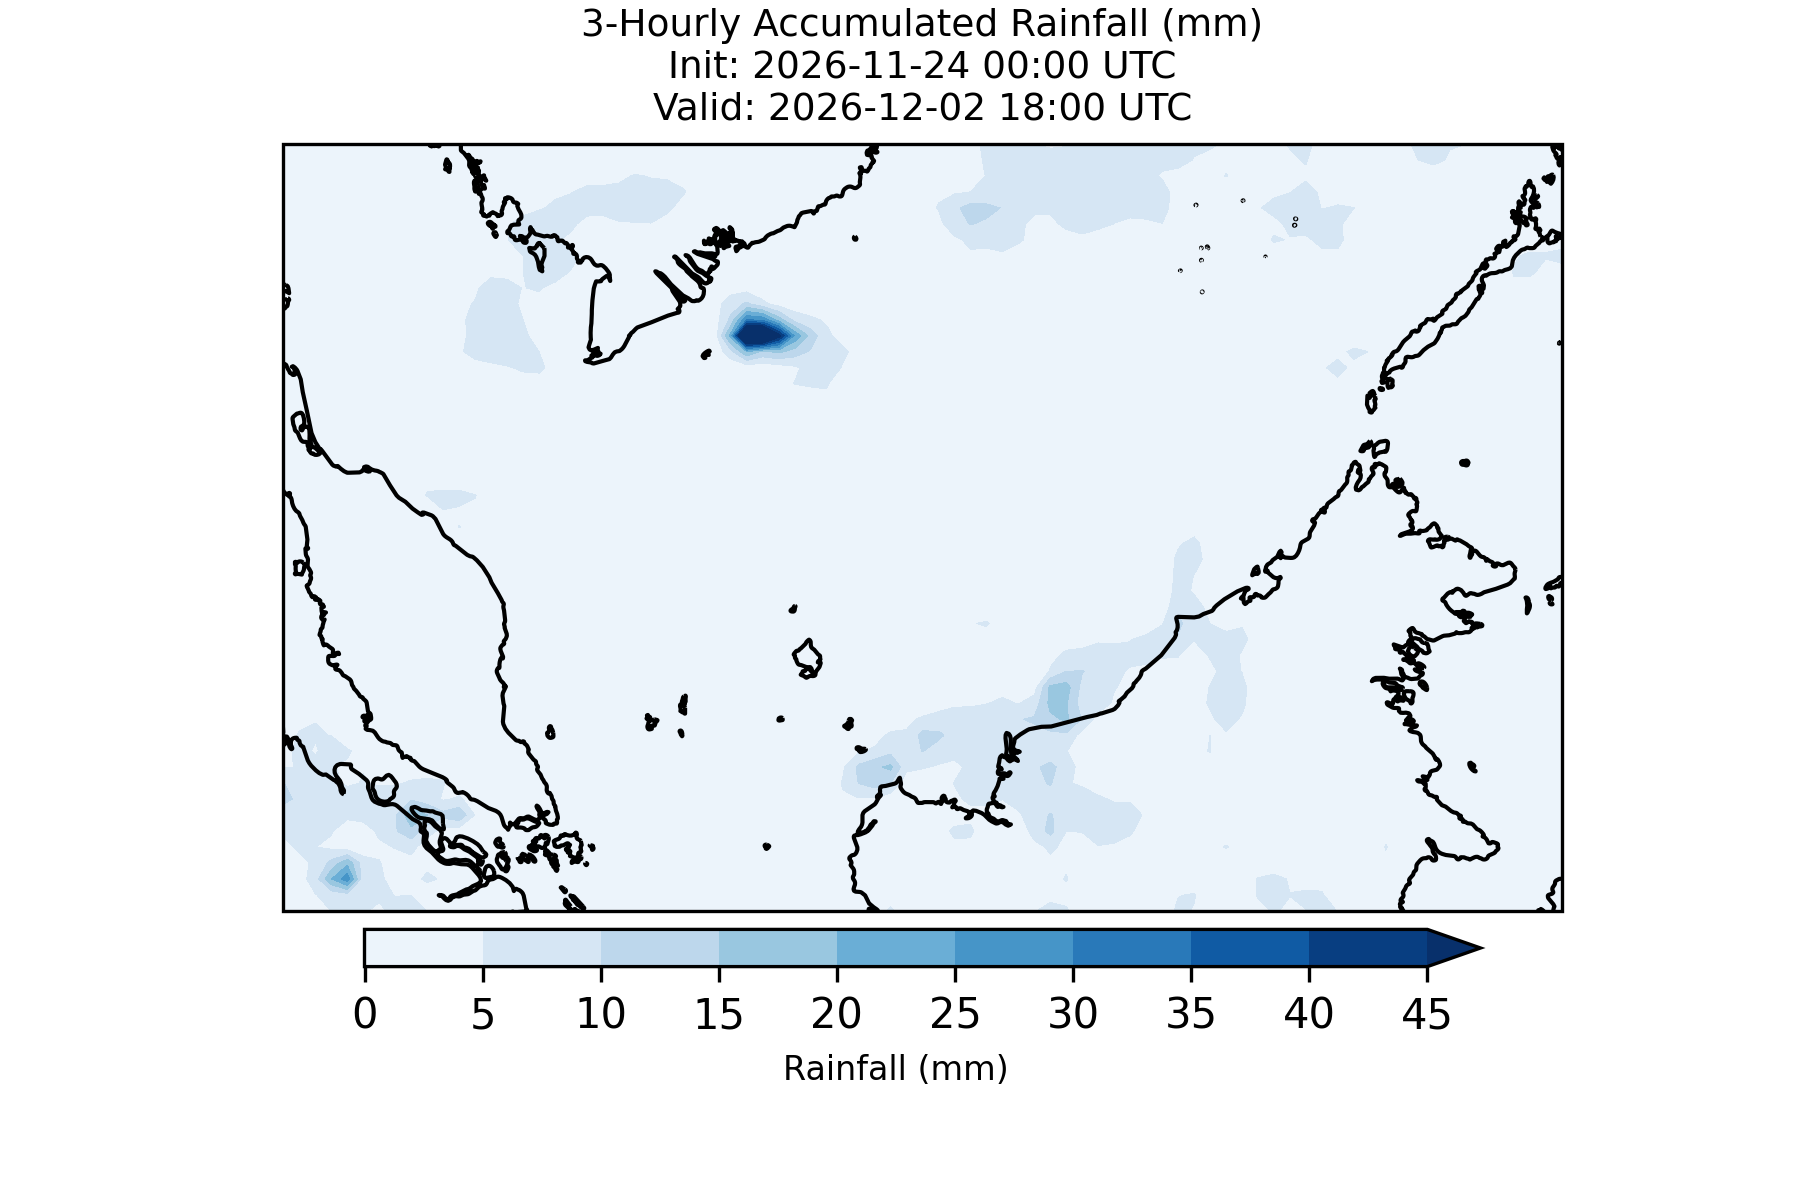 3-Hourly Accumulated Rainfall (mm)
Init: 2026-11-24 00:00 UTC
Valid: 2026-12-02 18:00 UTC
0 5 10 15 20 25 30 35 40 45
Rainfall (mm)